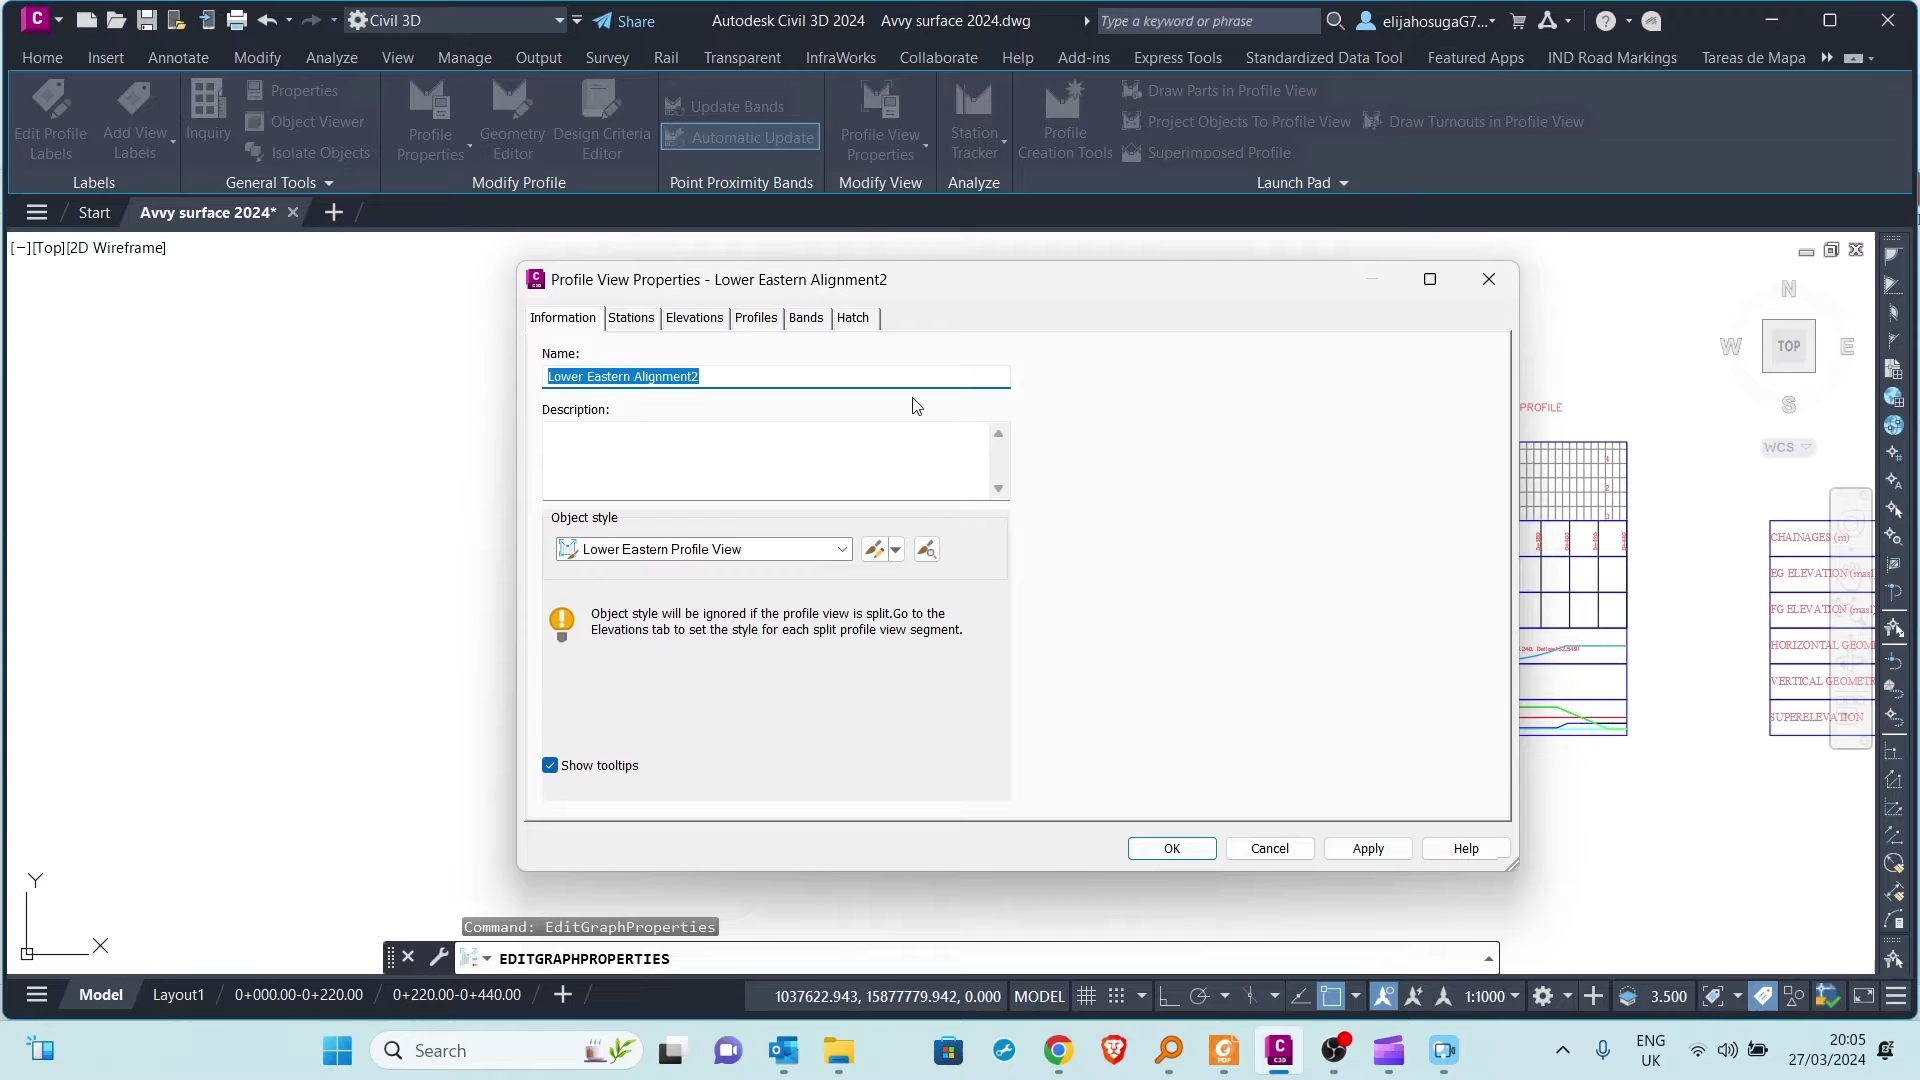 C
Civil 3D
Share
Autodesk Civil 3D 2024 Avvy surface 2024.dwg
Type a keyword or phrase
elijahosugaG7...
Home Insert Annotate Modify Analyze View Manage Output Survey Rail Transparent InfraWorks Collaborate Help Add-ins Express Tools Standardized Data Tool Featured Apps IND Road Markings Tareas de Mapa
Edit Profile Labels
Add View Labels
Labels
Inquiry
Properties
Object Viewer
Isolate Objects
General Tools
Profile Properties
Geometry Editor
Design Criteria Editor
Modify Profile
Update Bands
Automatic Update
Point Proximity Bands
Profile View Properties
Modify View
Station Tracker
Analyze
Profile Creation Tools
Draw Parts in Profile View
Project Objects To Profile View
Draw Turnouts in Profile View
Superimposed Profile
Launch Pad
Start
Avvy surface 2024*
[−][Top][2D Wireframe]
Profile View Properties - Lower Eastern Alignment2
Information Stations Elevations Profiles Bands Hatch
Name:
Lower Eastern Alignment2
Description:
Object style
Lower Eastern Profile View
Object style will be ignored if the profile view is split.Go to the
Elevations tab to set the style for each split profile view segment.
Show tooltips
OK Cancel Apply Help
N
W TOP E
S
WCS
PROFILE
4
2
CHAINAGES (m)
EG ELEVATION (masl
FG ELEVATION (masl
HORIZONTAL GEOM
VERTICAL GEOMETR
SUPERELEVATION
Y
X
Command: EditGraphProperties
EDITGRAPHPROPERTIES
Model Layout1 0+000.00-0+220.00 0+220.00-0+440.00
1037622.943, 15877779.942, 0.000 MODEL
1:1000
3.500
Search
ENG
UK
20:05
27/03/2024